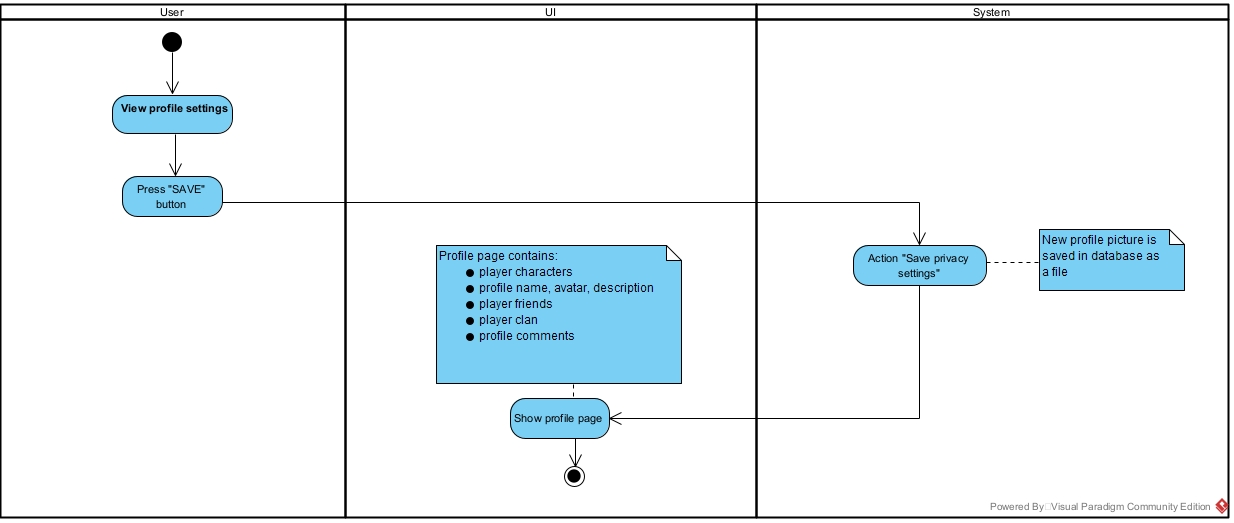 User
UI
System
View profile settings
Press "SAVE"
button
Action "Save privacy
settings"
New profile picture is
saved in database as
a file
Profile page contains:
● player characters
● profile name, avatar, description
● player friends
● player clan
● profile comments
Show profile page
Powered By Visual Paradigm Community Edition